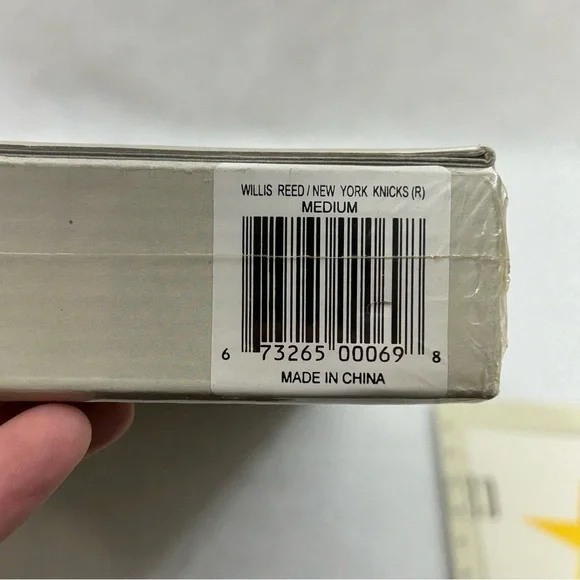 WILLIS REED/NEW YORK KNICKS (R)
MEDIUM
6 73265 00069 8
MADE IN CHINA